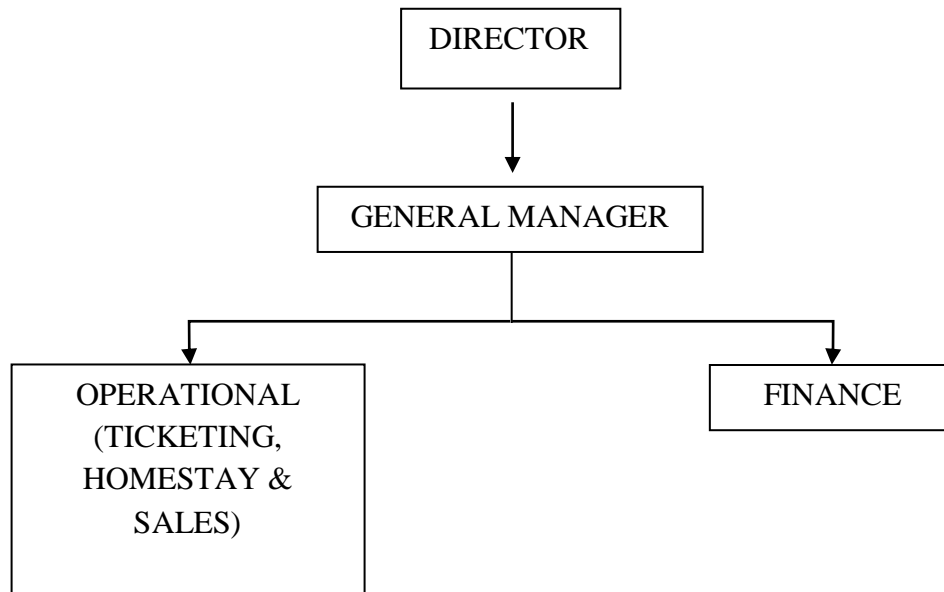 DIRECTOR
GENERAL MANAGER
OPERATIONAL
(TICKETING,
HOMESTAY &
SALES)
FINANCE